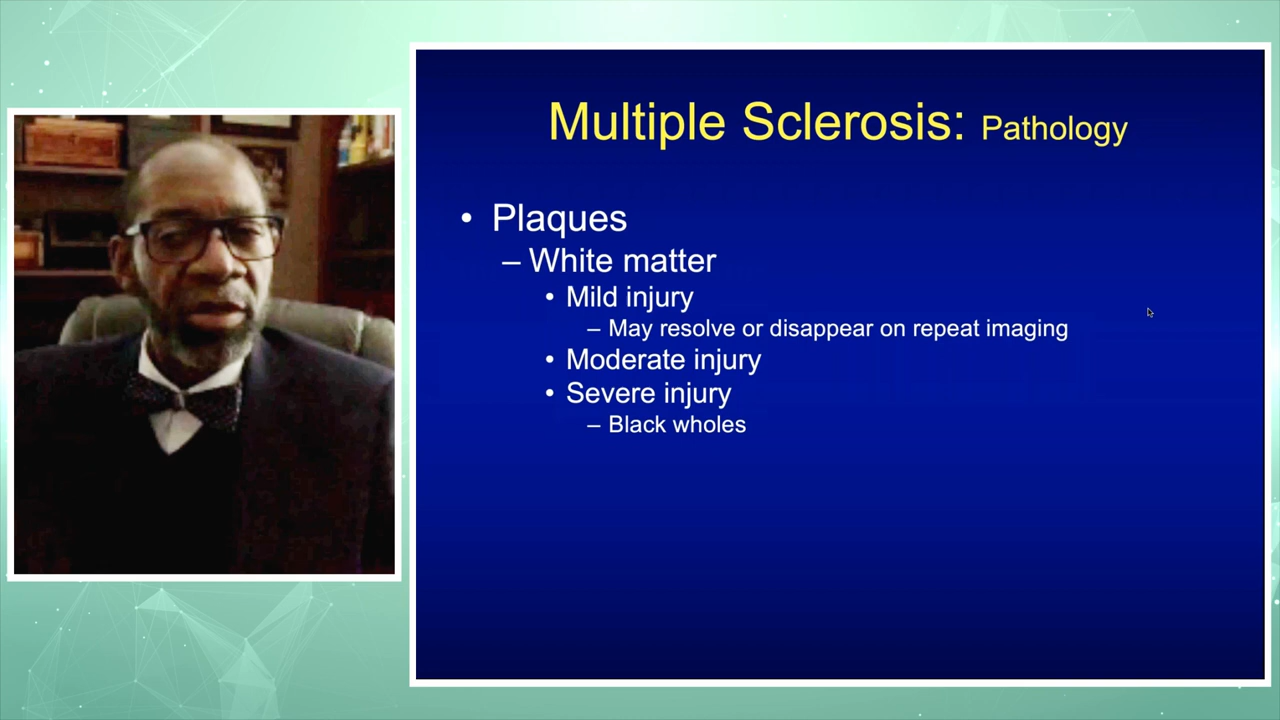 Multiple Sclerosis: Pathology
• Plaques
– White matter
• Mild injury
– May resolve or disappear on repeat imaging
• Moderate injury
• Severe injury
– Black wholes